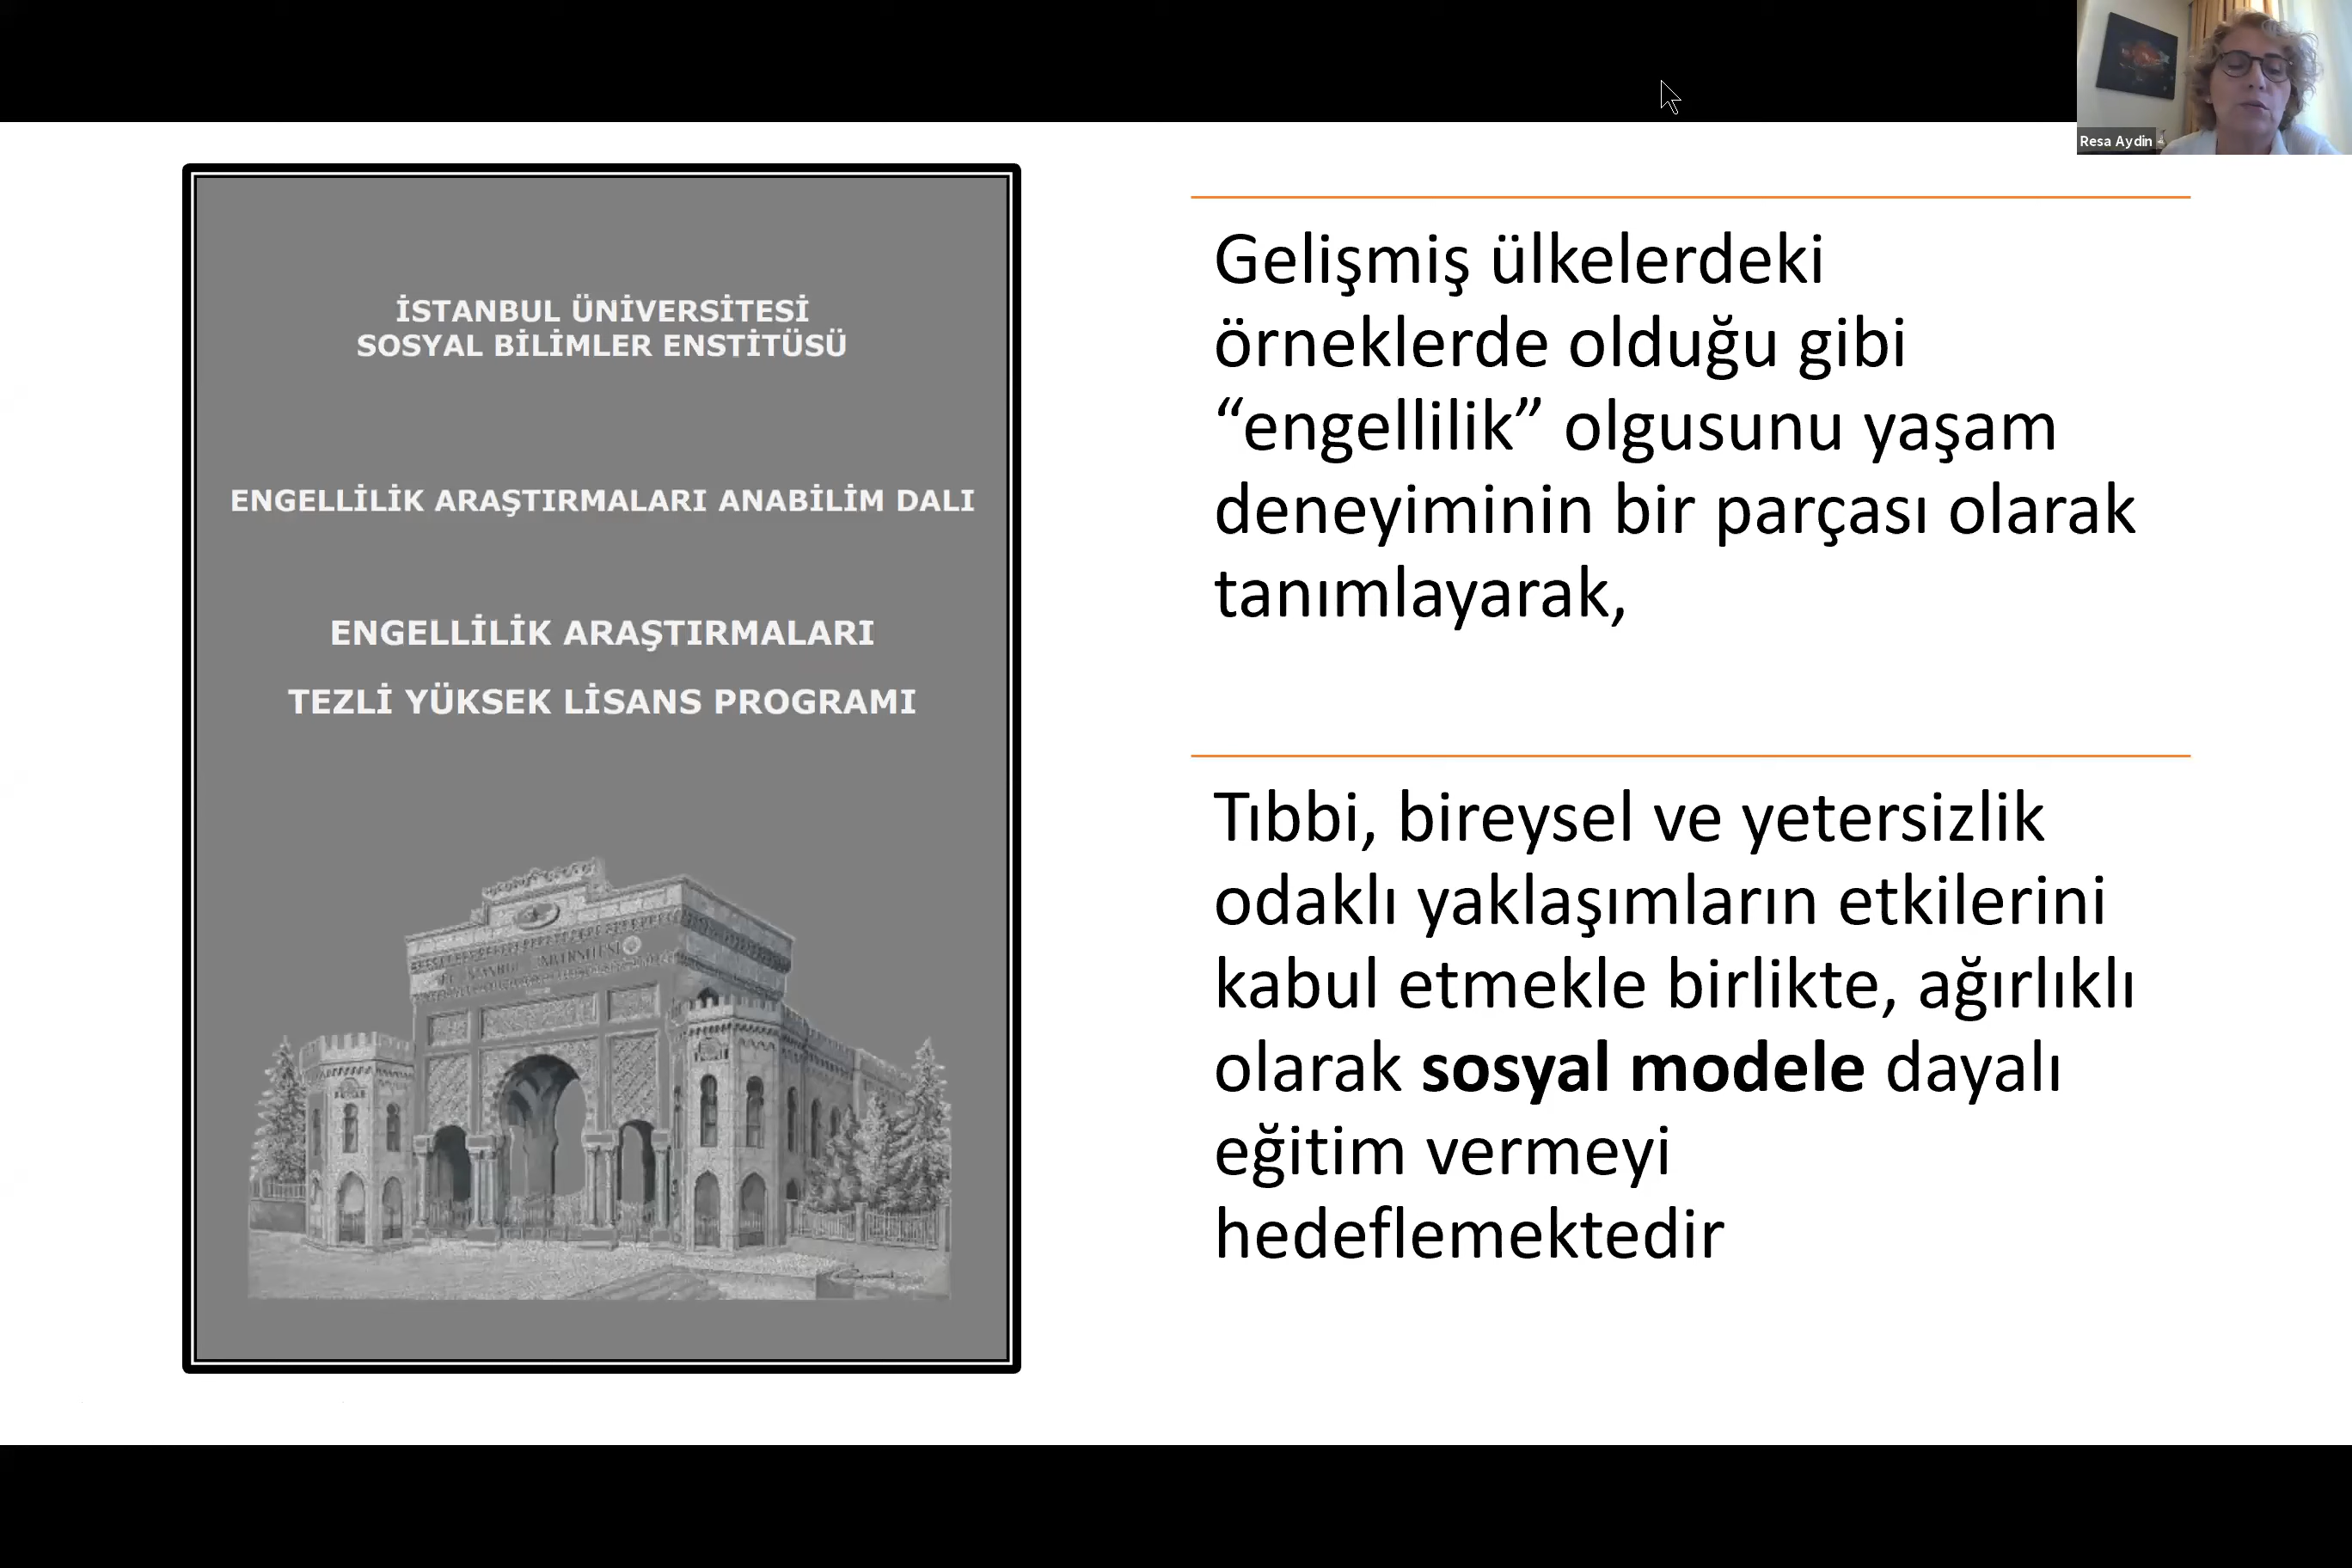 Resa Aydin
İSTANBUL ÜNİVERSİTESİ
SOSYAL BİLİMLER ENSTİTÜSÜ
ENGELLİLİK ARAŞTIRMALARI ANABİLİM DALI
ENGELLİLİK ARAŞTIRMALARI
TEZLİ YÜKSEK LİSANS PROGRAMI
Gelişmiş ülkelerdeki
örneklerde olduğu gibi
“engellilik” olgusunu yaşam
deneyiminin bir parçası olarak
tanımlayarak,
Tıbbi, bireysel ve yetersizlik
odaklı yaklaşımların etkilerini
kabul etmekle birlikte, ağırlıklı
olarak sosyal modele dayalı
eğitim vermeyi
hedeflemektedir